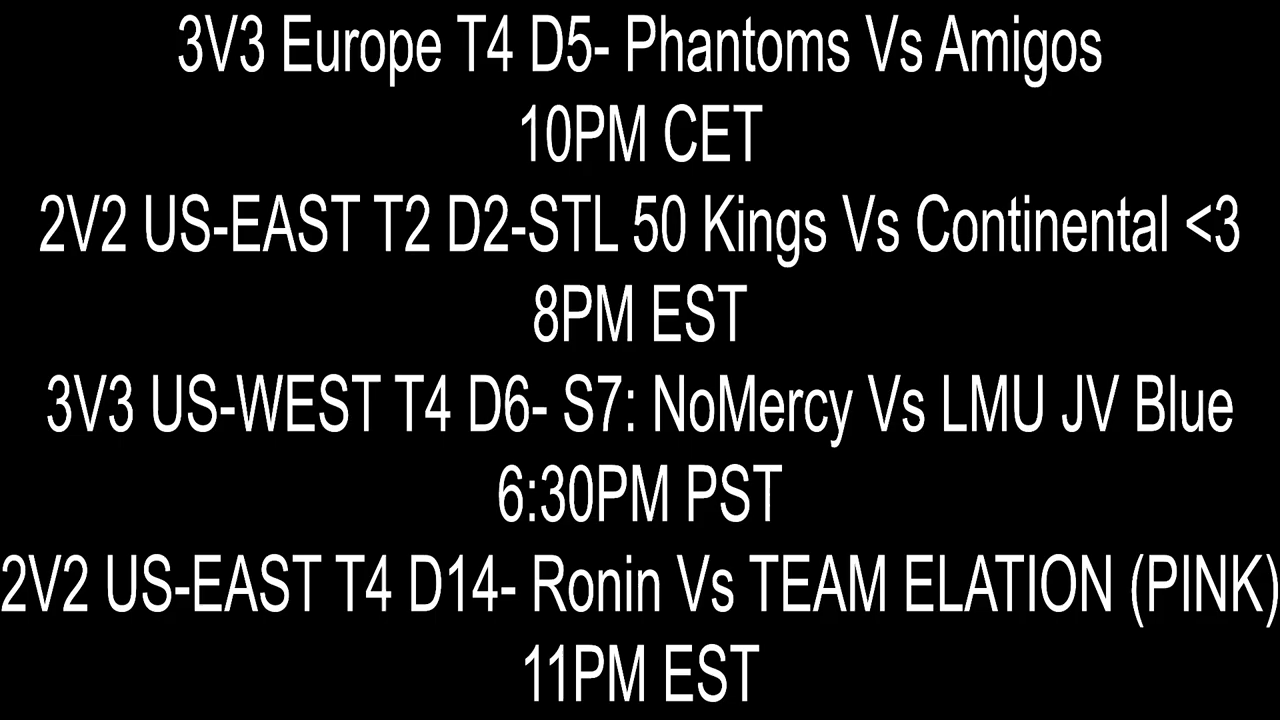 3V3 Europe T4 D5- Phantoms Vs Amigos
10PM CET
2V2 US-EAST T2 D2-STL 50 Kings Vs Continental <3
8PM EST
3V3 US-WEST T4 D6- S7: NoMercy Vs LMU JV Blue
6:30PM PST
2V2 US-EAST T4 D14- Ronin Vs TEAM ELATION (PINK)
11PM EST